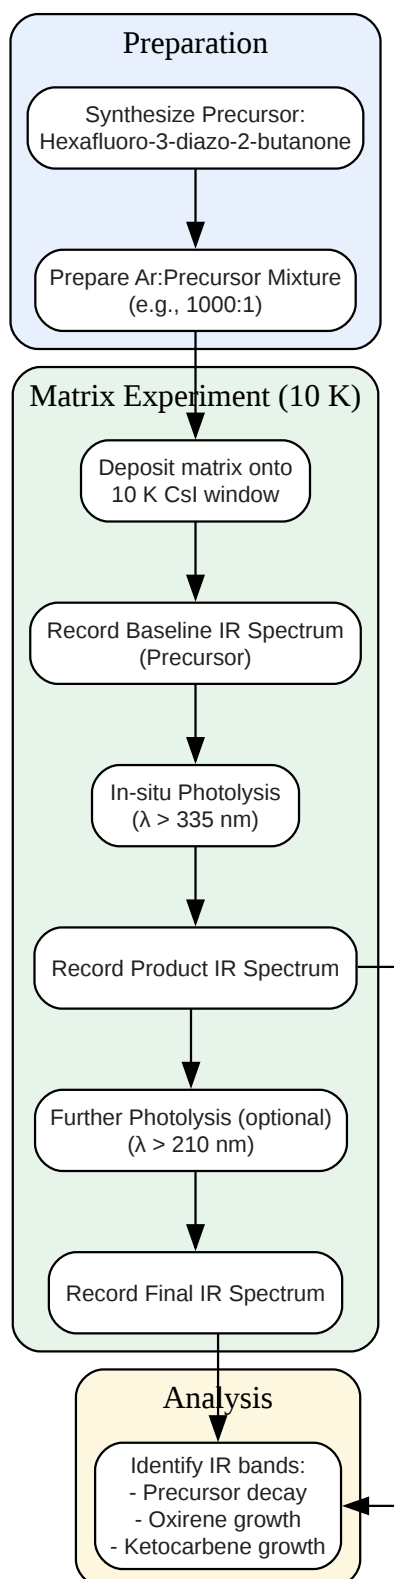 Preparation
Synthesize Precursor:
Hexafluoro-3-diazo-2-butanone
Prepare Ar:Precursor Mixture
(e.g., 1000:1)
Matrix Experiment (10 K)
Deposit matrix onto
10 K CsI window
Record Baseline IR Spectrum
(Precursor)
In-situ Photolysis
(λ > 335 nm)
Record Product IR Spectrum
Further Photolysis (optional)
(λ > 210 nm)
Record Final IR Spectrum
Analysis
Identify IR bands:
- Precursor decay
- Oxirene growth
- Ketocarbene growth